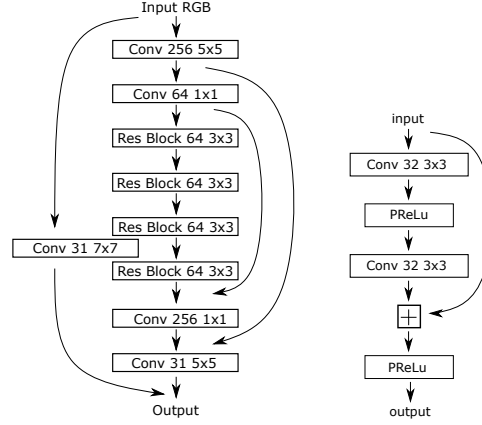 Input RGB
Conv 256 5x5
Conv 64 1x1
Res Block 64 3x3
Res Block 64 3x3
Res Block 64 3x3
Conv 31 7x7
Res Block 64 3x3
Conv 256 1x1
Conv 31 5x5
Output
input
Conv 32 3x3
PReLu
Conv 32 3x3
+
PReLu
output